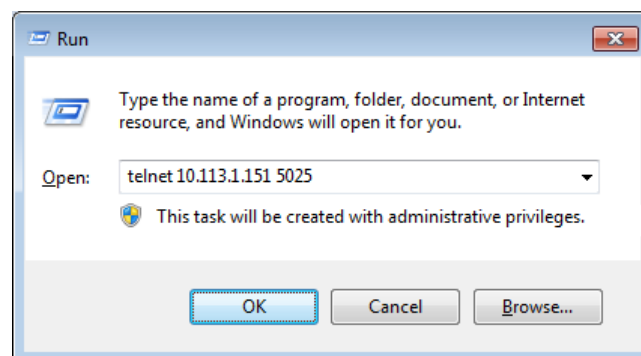 Run
Type the name of a program, folder, document, or Internet
resource, and Windows will open it for you.
Open: telnet 10.113.1.151 5025
This task will be created with administrative privileges.
OK Cancel Browse...